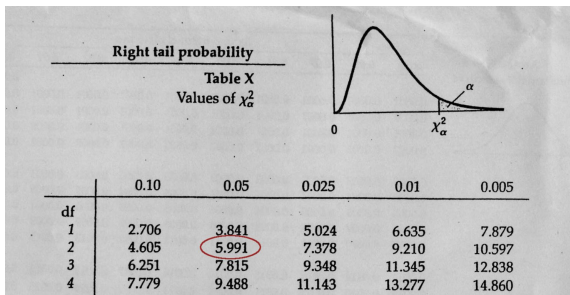 Right tail probability
Table X
Values of χ²α
α
0
χ²α
0.10 0.05 0.025 0.01 0.005
df
1 2.706 3.841 5.024 6.635 7.879
2 4.605 5.991 7.378 9.210 10.597
3 6.251 7.815 9.348 11.345 12.838
4 7.779 9.488 11.143 13.277 14.860